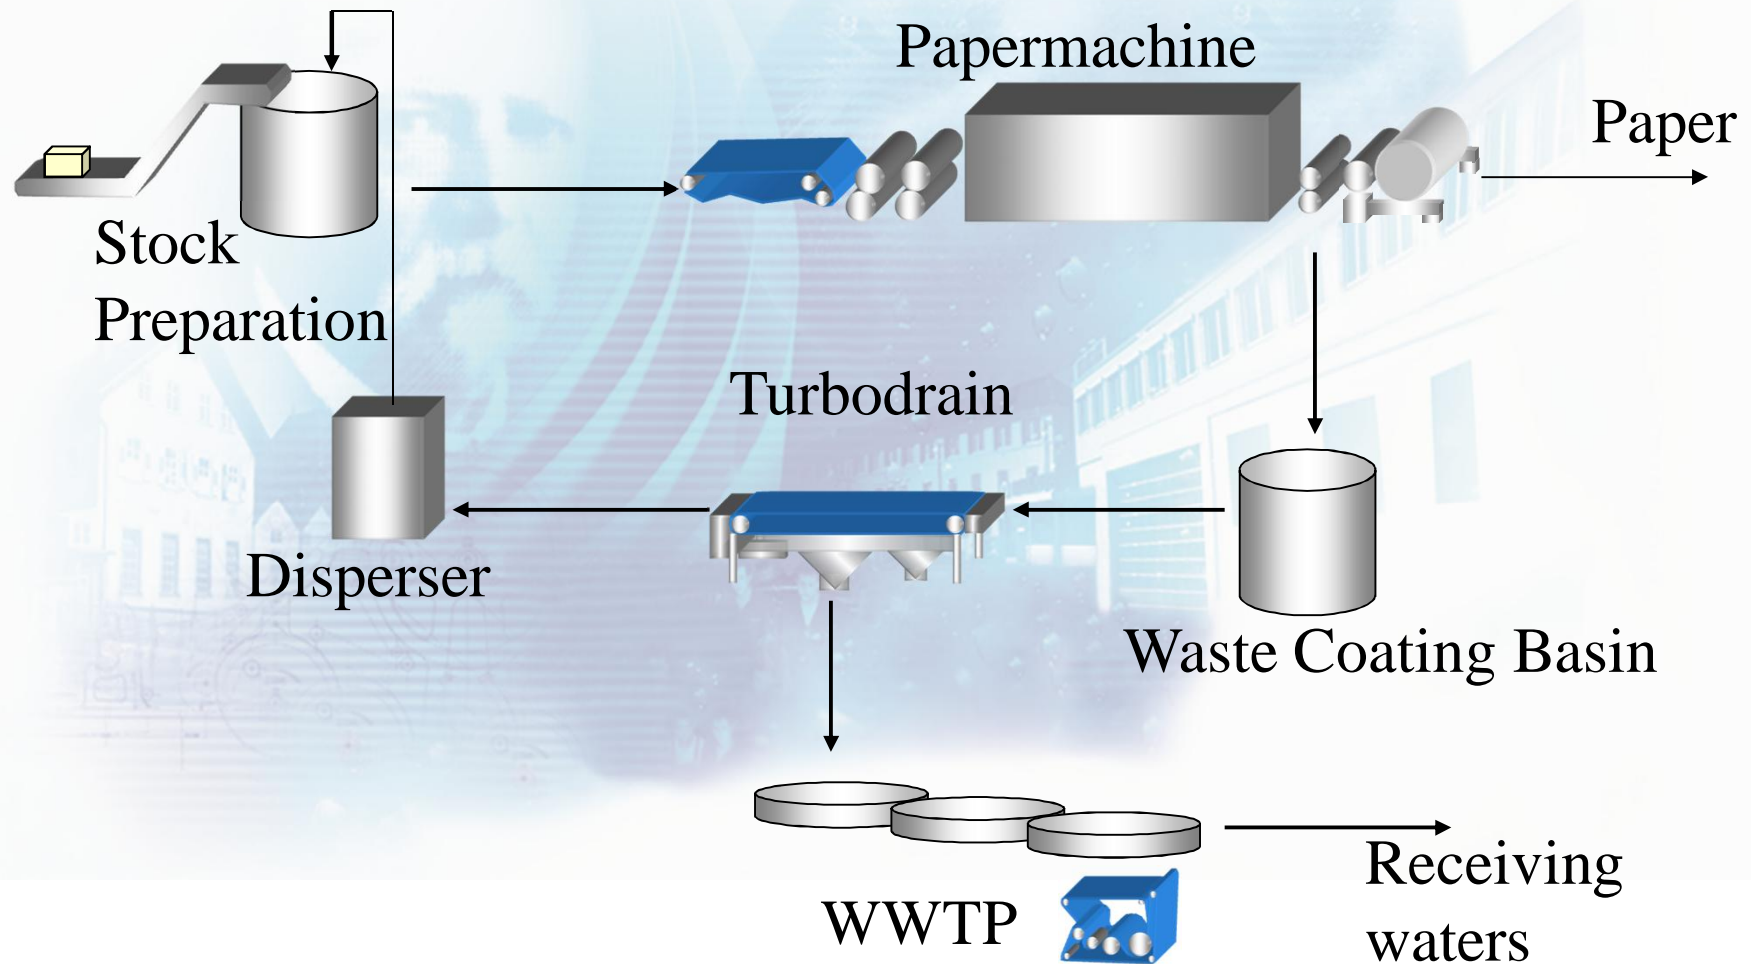 Papermachine
Paper
Stock
Preparation
Turbodrain
Disperser
Waste Coating Basin
Receiving
waters
WWTP